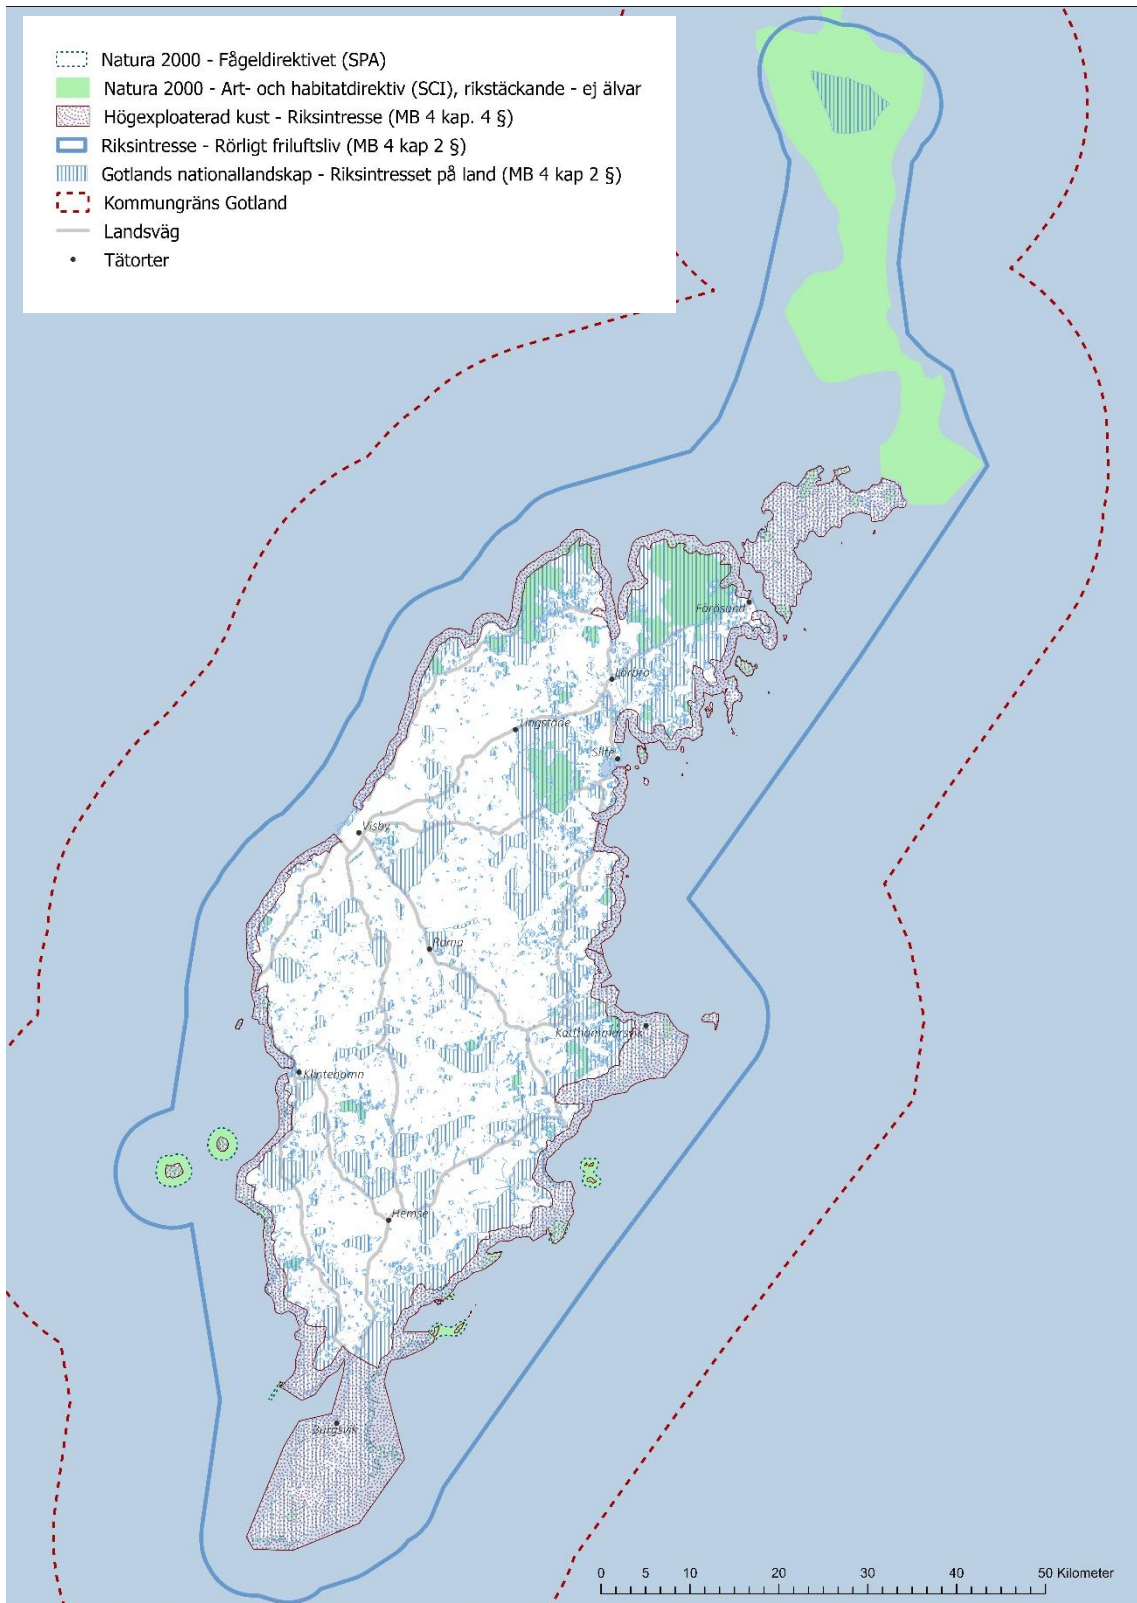 Natura 2000 - Fågeldirektivet (SPA)
Natura 2000 - Art- och habitatdirektiv (SCI), rikstäckande - ej älvar
Högexploaterad kust - Riksintresse (MB 4 kap. 4 §)
Riksintresse - Rörligt friluftsliv (MB 4 kap 2 §)
Gotlands nationallandskap - Riksintresset på land (MB 4 kap 2 §)
Kommungräns Gotland
Landsväg
Tätorter
Fårösund
Lärbro
Tingstäde
Slite
Visby
Roma
Katthammarsvik
Klintehamn
Hemse
Burgsvik
0 5 10 20 30 40 50 Kilometer